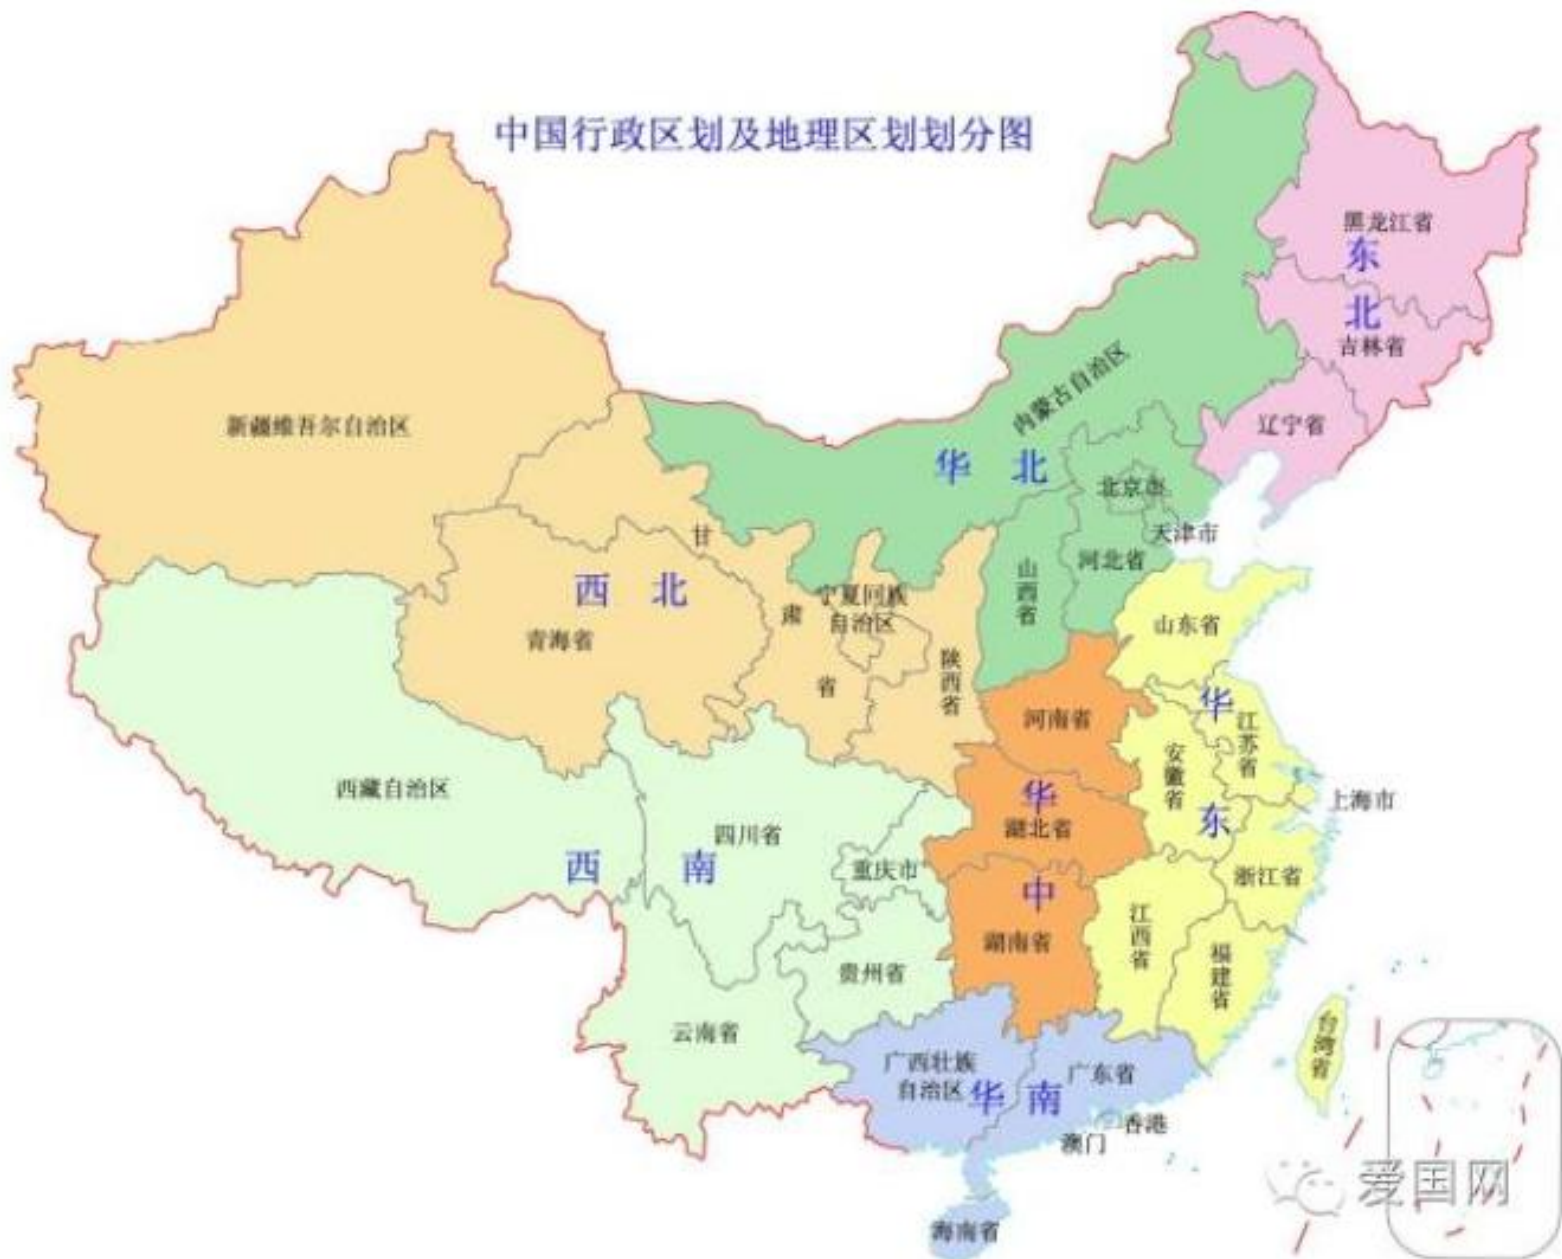 中国行政区划及地理区划划分图
黑龙江省
东
北
吉林省
辽宁省
内蒙古自治区
新疆维吾尔自治区
华 北
北京市
天津市
河北省
山西省
甘
肃
省
宁夏回族
自治区
西 北
青海省
陕西省
山东省
河南省
华
东
江苏省
安徽省
上海市
西藏自治区
四川省
西 南
重庆市
华
中
湖北省
浙江省
湖南省
江西省
福建省
贵州省
云南省
台湾省
广西壮族
自治区
华 南
广东省
香港
澳门
海南省
爱国网